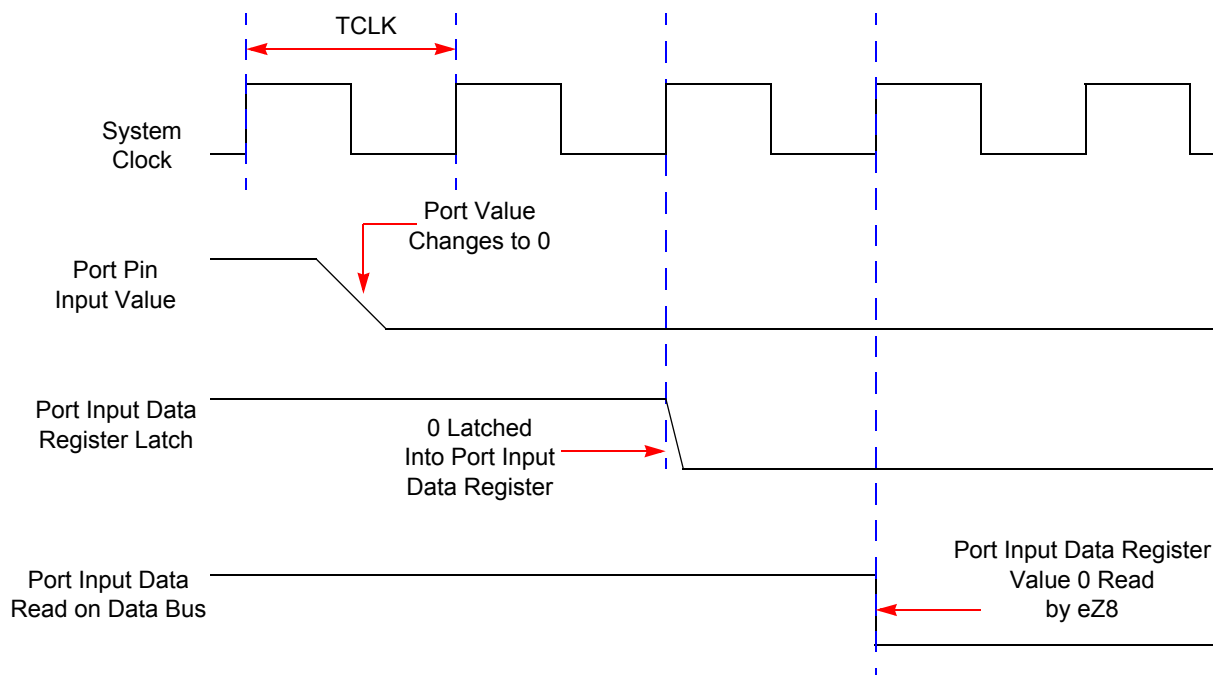 TCLK
System
Clock
Port Value
Changes to 0
Port Pin
Input Value
Port Input Data
Register Latch
0 Latched
Into Port Input
Data Register
Port Input Data
Read on Data Bus
Port Input Data Register
Value 0 Read
by eZ8